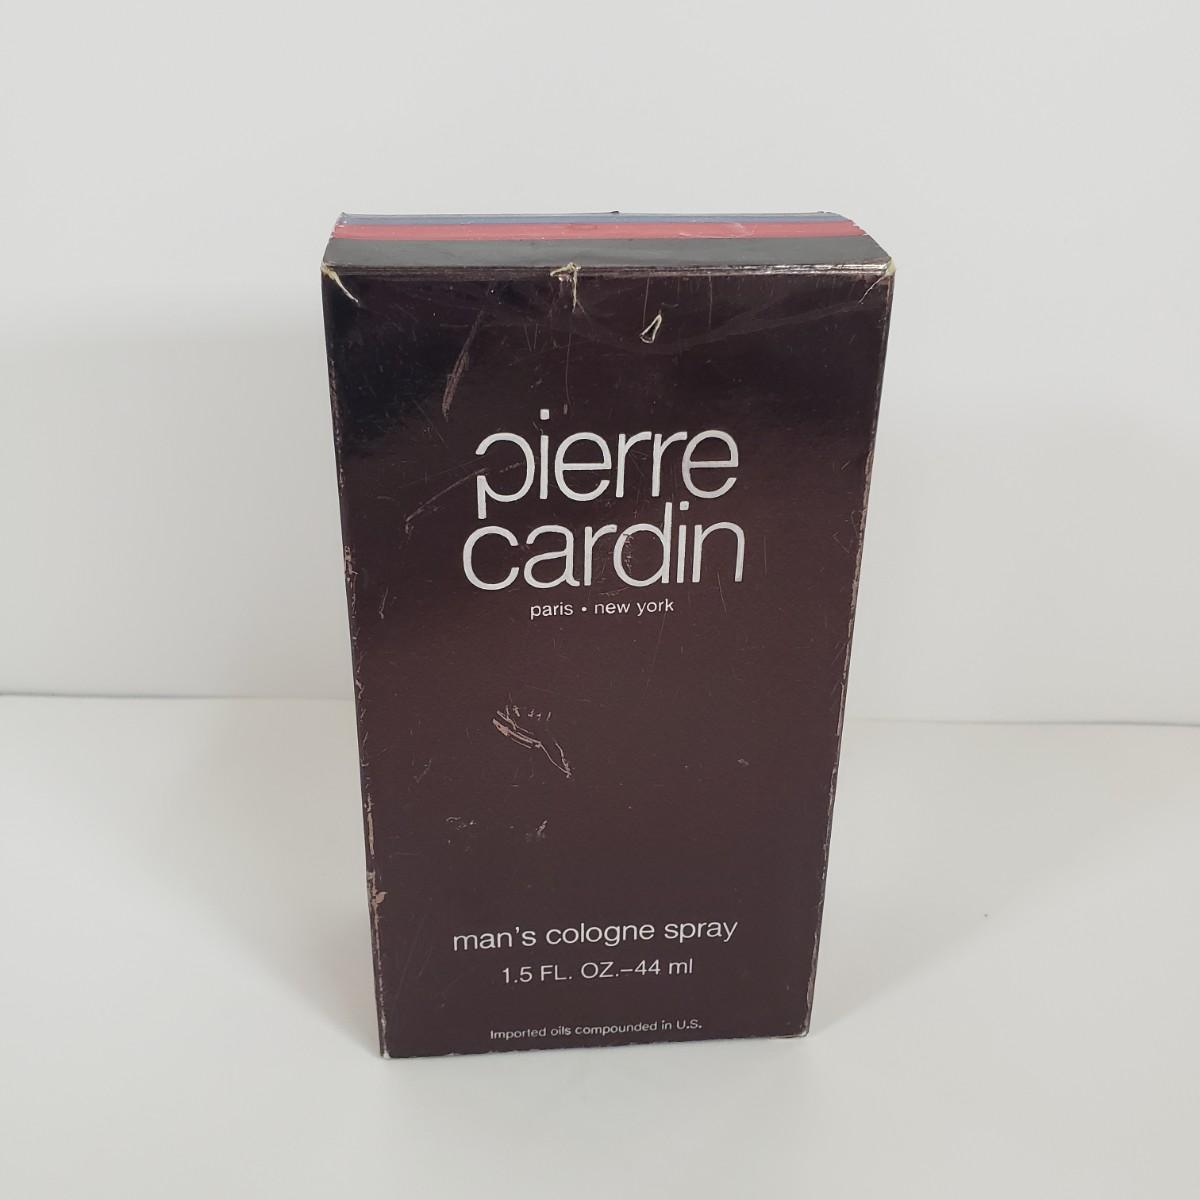 pierre
cardin
paris • new york
man's cologne spray
1.5 FL. OZ.–44 ml
Imported oils compounded in U.S.